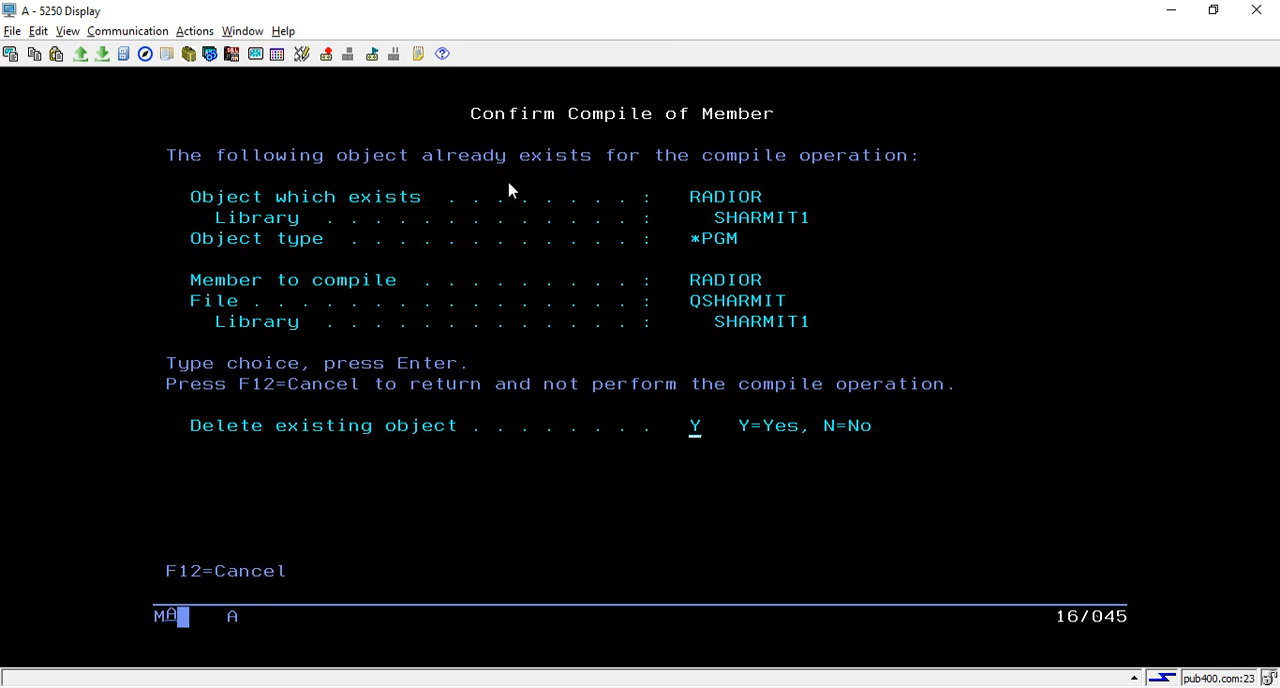 A - 5250 Display
File Edit View Communication Actions Window Help
Confirm Compile of Member
The following object already exists for the compile operation:
Object which exists . . . . . . . . : RADIOR
Library . . . . . . . . . . . . . . : SHARMIT1
Object type . . . . . . . . . . . . . : *PGM
Member to compile . . . . . . . . . : RADIOR
File . . . . . . . . . . . . . . . . . : QSHARMIT
Library . . . . . . . . . . . . . . : SHARMIT1
Type choice, press Enter.
Press F12=Cancel to return and not perform the compile operation.
Delete existing object . . . . . . . . Y Y=Yes, N=No
F12=Cancel
MA A 16/045
pub400.com:23